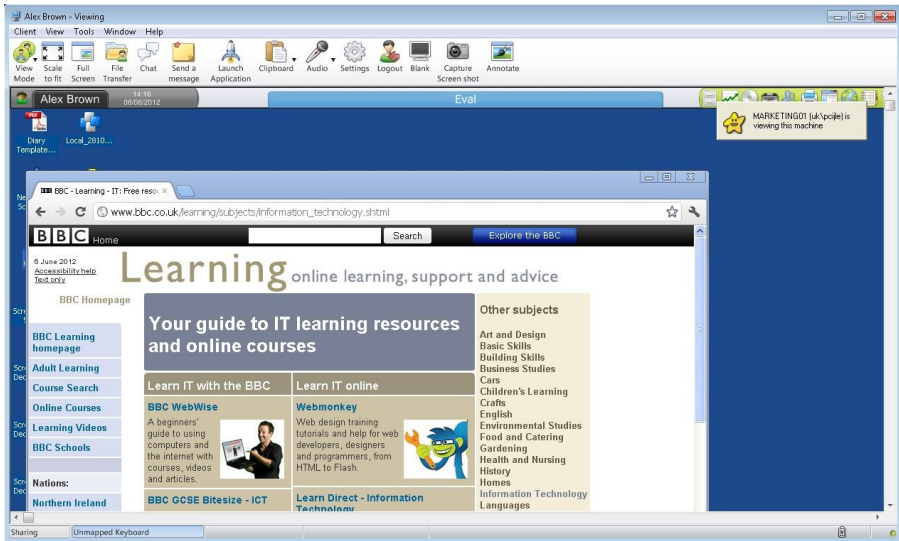 Alex Brown - Viewing
Client View Tools Window Help
View Mode
Scale to fit
Full Screen
File Transfer
Chat
Send a message
Launch Application
Clipboard
Audio
Settings
Logout
Blank
Capture Screen shot
Annotate
Alex Brown
14:16
06/06/2012
Eval
MARKETING01 (uk\pcijle) is
viewing this machine
Diary
Template...
Local_2810...
BBC - Learning - IT: Free reso
www.bbc.co.uk/learning/subjects/information_technology.shtml
BBC Home
Search
Explore the BBC
6 June 2012
Accessibility help
Text only
Learning online learning, support and advice
BBC Homepage
BBC Learning
homepage
Adult Learning
Course Search
Online Courses
Learning Videos
BBC Schools
Nations:
Northern Ireland
Your guide to IT learning resources
and online courses
Learn IT with the BBC
BBC WebWise
A beginners'
guide to using
computers and
the internet with
courses, videos
and articles.
BBC GCSE Bitesize - ICT
Learn IT online
Webmonkey
Web design training
tutorials and help for web
developers, designers
and programmers, from
HTML to Flash.
Learn Direct - Information
Technology
Other subjects
Art and Design
Basic Skills
Building Skills
Business Studies
Cars
Children's Learning
Crafts
English
Environmental Studies
Food and Catering
Gardening
Health and Nursing
History
Homes
Information Technology
Languages
Sharing
Unmapped Keyboard